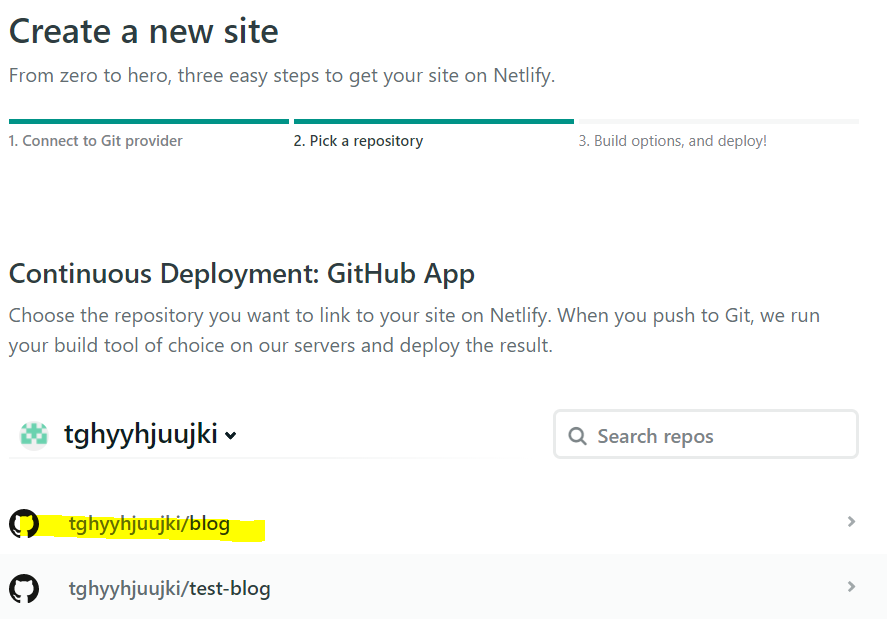 Create a new site
From zero to hero, three easy steps to get your site on Netlify.
1. Connect to Git provider
2. Pick a repository
3. Build options, and deploy!
Continuous Deployment: GitHub App
Choose the repository you want to link to your site on Netlify. When you push to Git, we run
your build tool of choice on our servers and deploy the result.
tghyyhjuujki
Search repos
tghyyhjuujki/blog
tghyyhjuujki/test-blog